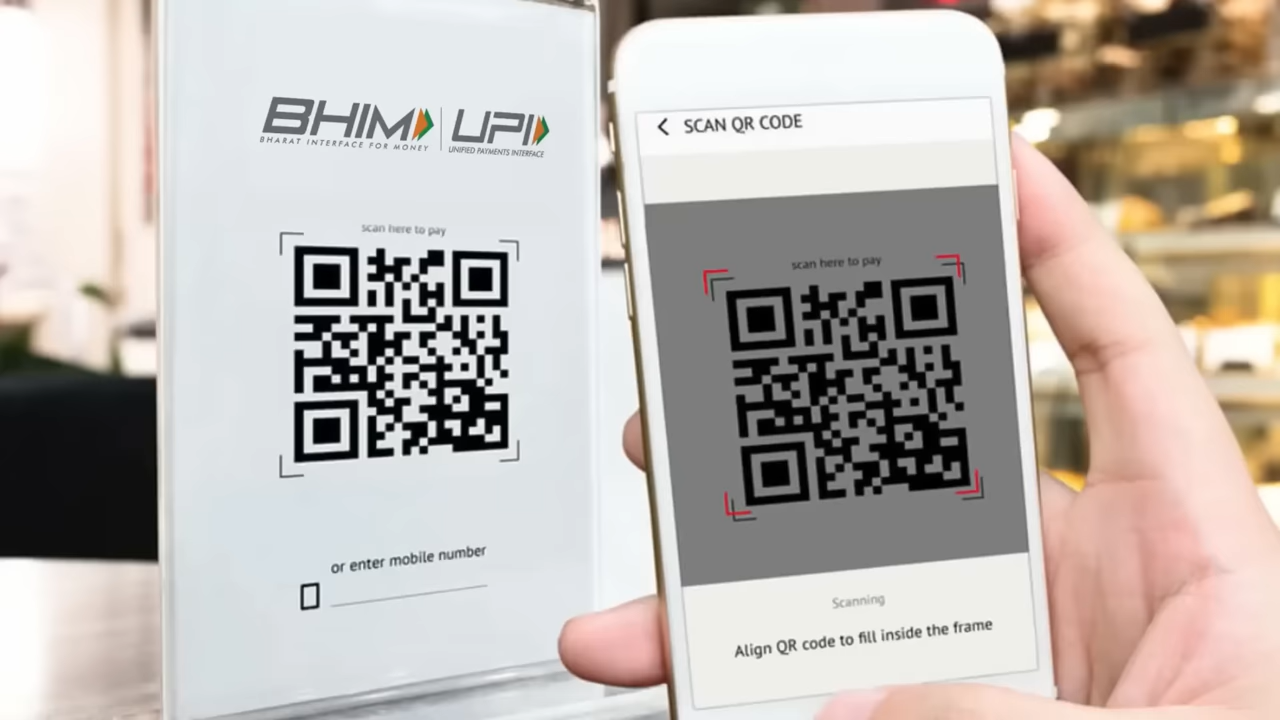 BHIM UPI
BHARAT INTERFACE FOR MONEY UNIFIED PAYMENTS INTERFACE
scan here to pay
or enter mobile number
SCAN QR CODE
scan here to pay
Scanning
Align QR code to fill inside the frame